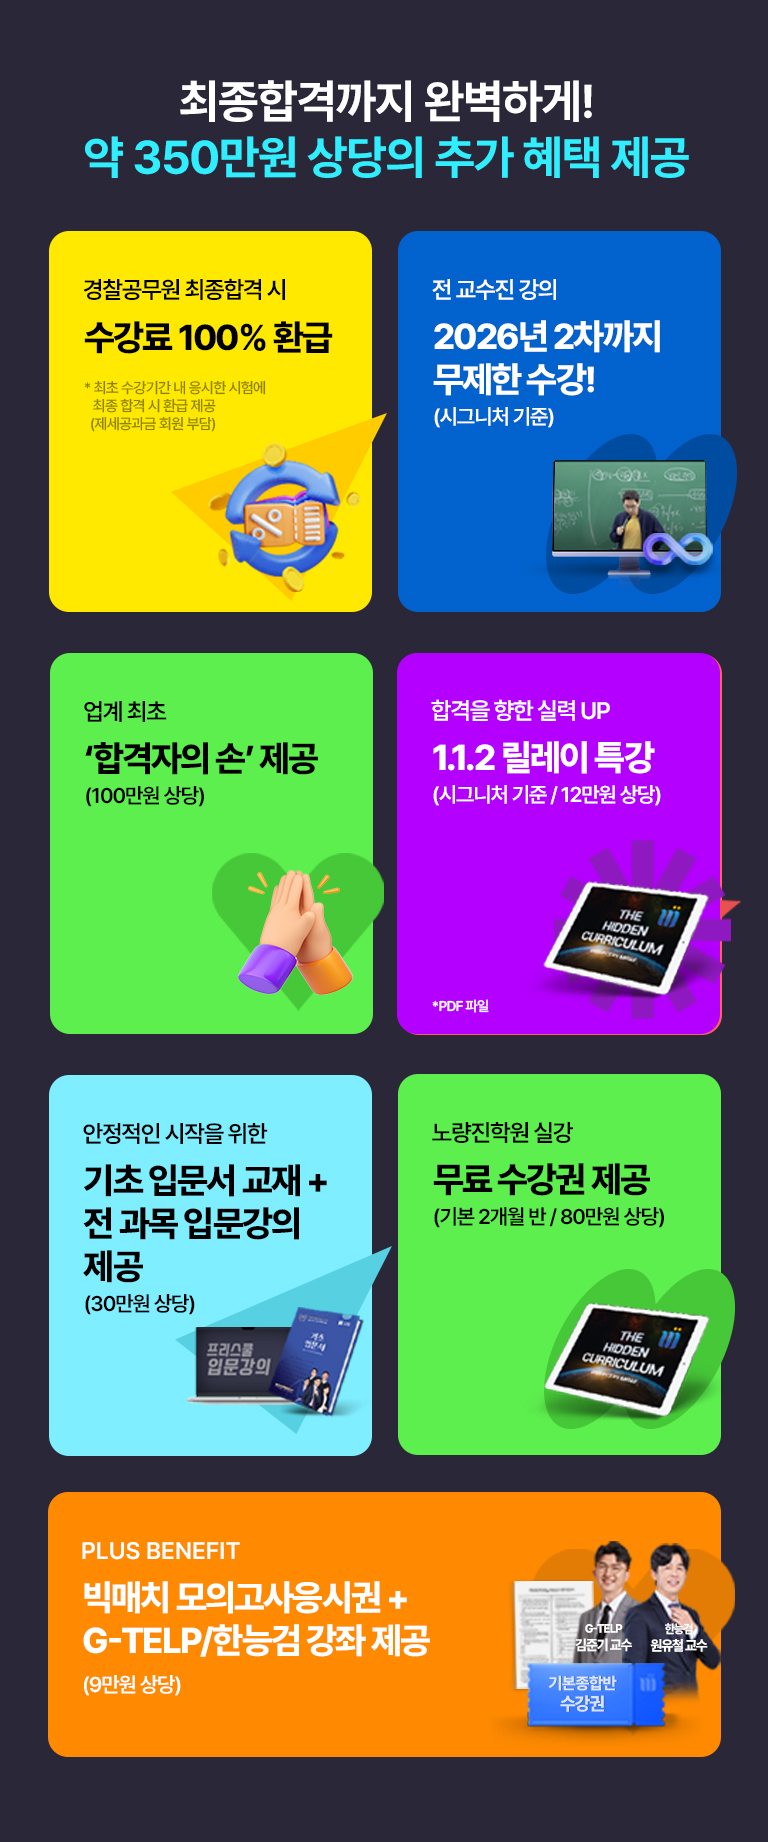 최종합격까지 완벽하게!
약 350만원 상당의 추가 혜택 제공
경찰공무원 최종합격 시
수강료 100% 환급
* 최초 수강기간 내 응시한 시험에
최종 합격 시 환급 제공
(제세공과금 회원 부담)
전 교수진 강의
2026년 2차까지
무제한 수강!
(시그니처 기준)
업계 최초
‘합격자의 손’ 제공
(100만원 상당)
합격을 향한 실력 UP
1.1.2 릴레이 특강
(시그니처 기준 / 12만원 상당)
THE
HIDDEN
CURRICULUM
*PDF 파일
안정적인 시작을 위한
기초 입문서 교재 +
전 과목 입문강의
제공
(30만원 상당)
프리스쿨
입문강의
기초
입문서
노량진학원 실강
무료 수강권 제공
(기본 2개월 반 / 80만원 상당)
THE
HIDDEN
CURRICULUM
PLUS BENEFIT
빅매치 모의고사응시권 +
G-TELP/한능검 강좌 제공
(9만원 상당)
G-TELP
김준기 교수
한능검
원유철 교수
기본종합반
수강권